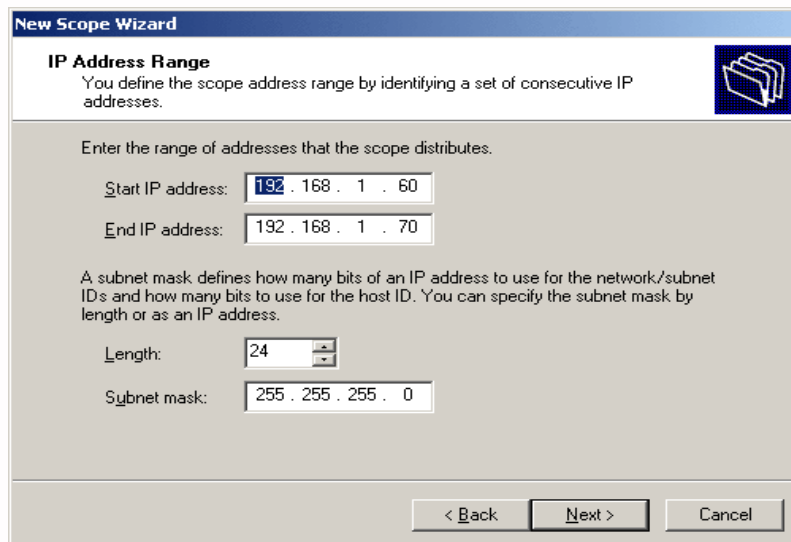 New Scope Wizard
IP Address Range
You define the scope address range by identifying a set of consecutive IP
addresses.
Enter the range of addresses that the scope distributes.
Start IP address: 192 . 168 . 1 . 60
End IP address: 192 . 168 . 1 . 70
A subnet mask defines how many bits of an IP address to use for the network/subnet
IDs and how many bits to use for the host ID. You can specify the subnet mask by
length or as an IP address.
Length: 24
Subnet mask: 255 . 255 . 255 . 0
< Back Next > Cancel